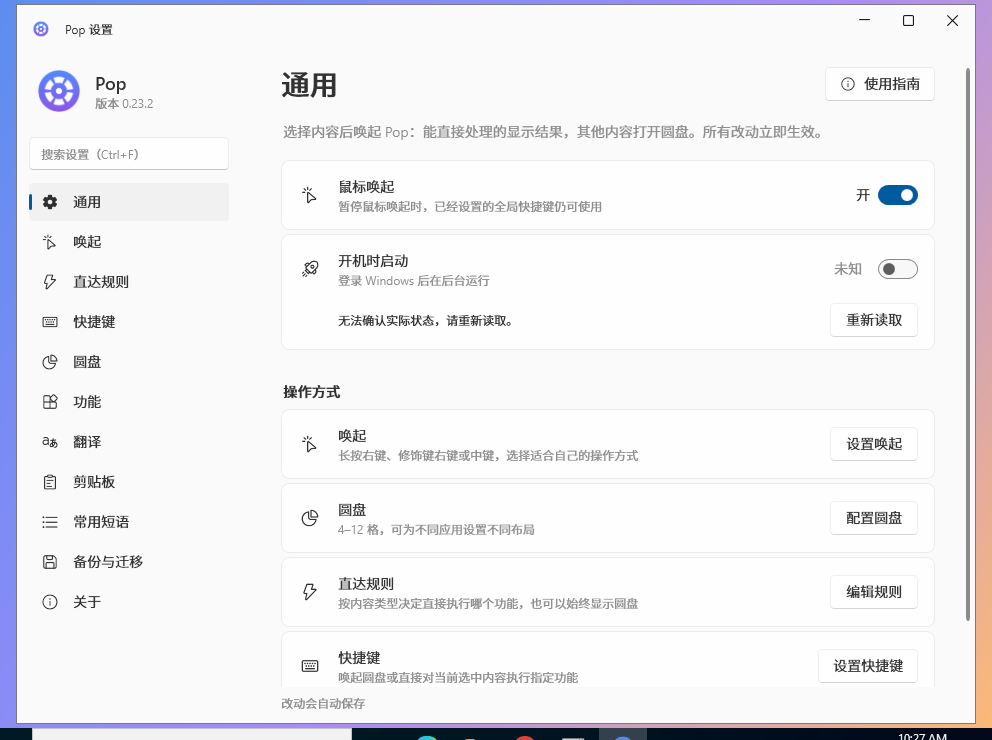 Pop 设置
Pop
版本 0.23.2
搜索设置（Ctrl+F）
通用
唤起
直达规则
快捷键
圆盘
功能
翻译
剪贴板
常用短语
备份与迁移
关于
通用
使用指南
选择内容后唤起 Pop：能直接处理的显示结果，其他内容打开圆盘。所有改动立即生效。
鼠标唤起
暂停鼠标唤起时，已经设置的全局快捷键仍可使用
开
开机时启动
登录 Windows 后在后台运行
未知
无法确认实际状态，请重新读取。
重新读取
操作方式
唤起
长按右键、修饰键右键或中键，选择适合自己的操作方式
设置唤起
圆盘
4–12 格，可为不同应用设置不同布局
配置圆盘
直达规则
按内容类型决定直接执行哪个功能，也可以始终显示圆盘
编辑规则
快捷键
唤起圆盘或直接对当前选中内容执行指定功能
设置快捷键
改动会自动保存
10:27 AM